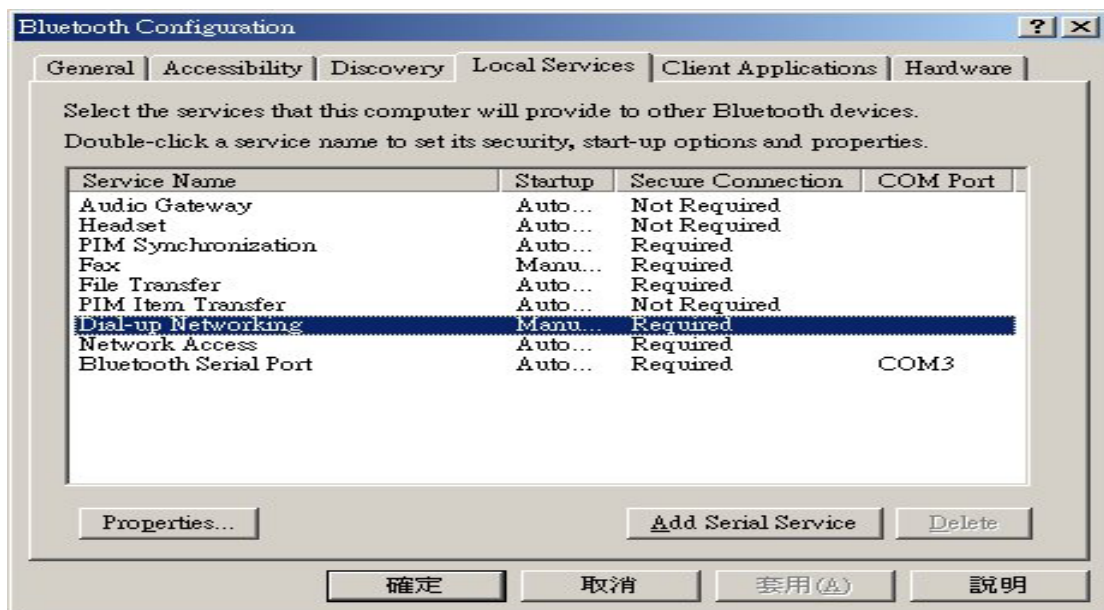 Bluetooth Configuration
General Accessibility Discovery Local Services Client Applications Hardware
Select the services that this computer will provide to other Bluetooth devices.
Double-click a service name to set its security, start-up options and properties.
Service Name Startup Secure Connection COM Port
Audio Gateway Auto... Not Required
Headset Auto... Not Required
PIM Synchronization Auto... Required
Fax Manu... Required
File Transfer Auto... Required
PIM Item Transfer Auto... Not Required
Dial-up Networking Manu... Required
Network Access Auto... Required
Bluetooth Serial Port Auto... Required COM3
Properties... Add Serial Service Delete
確定 取消 套用(A) 說明